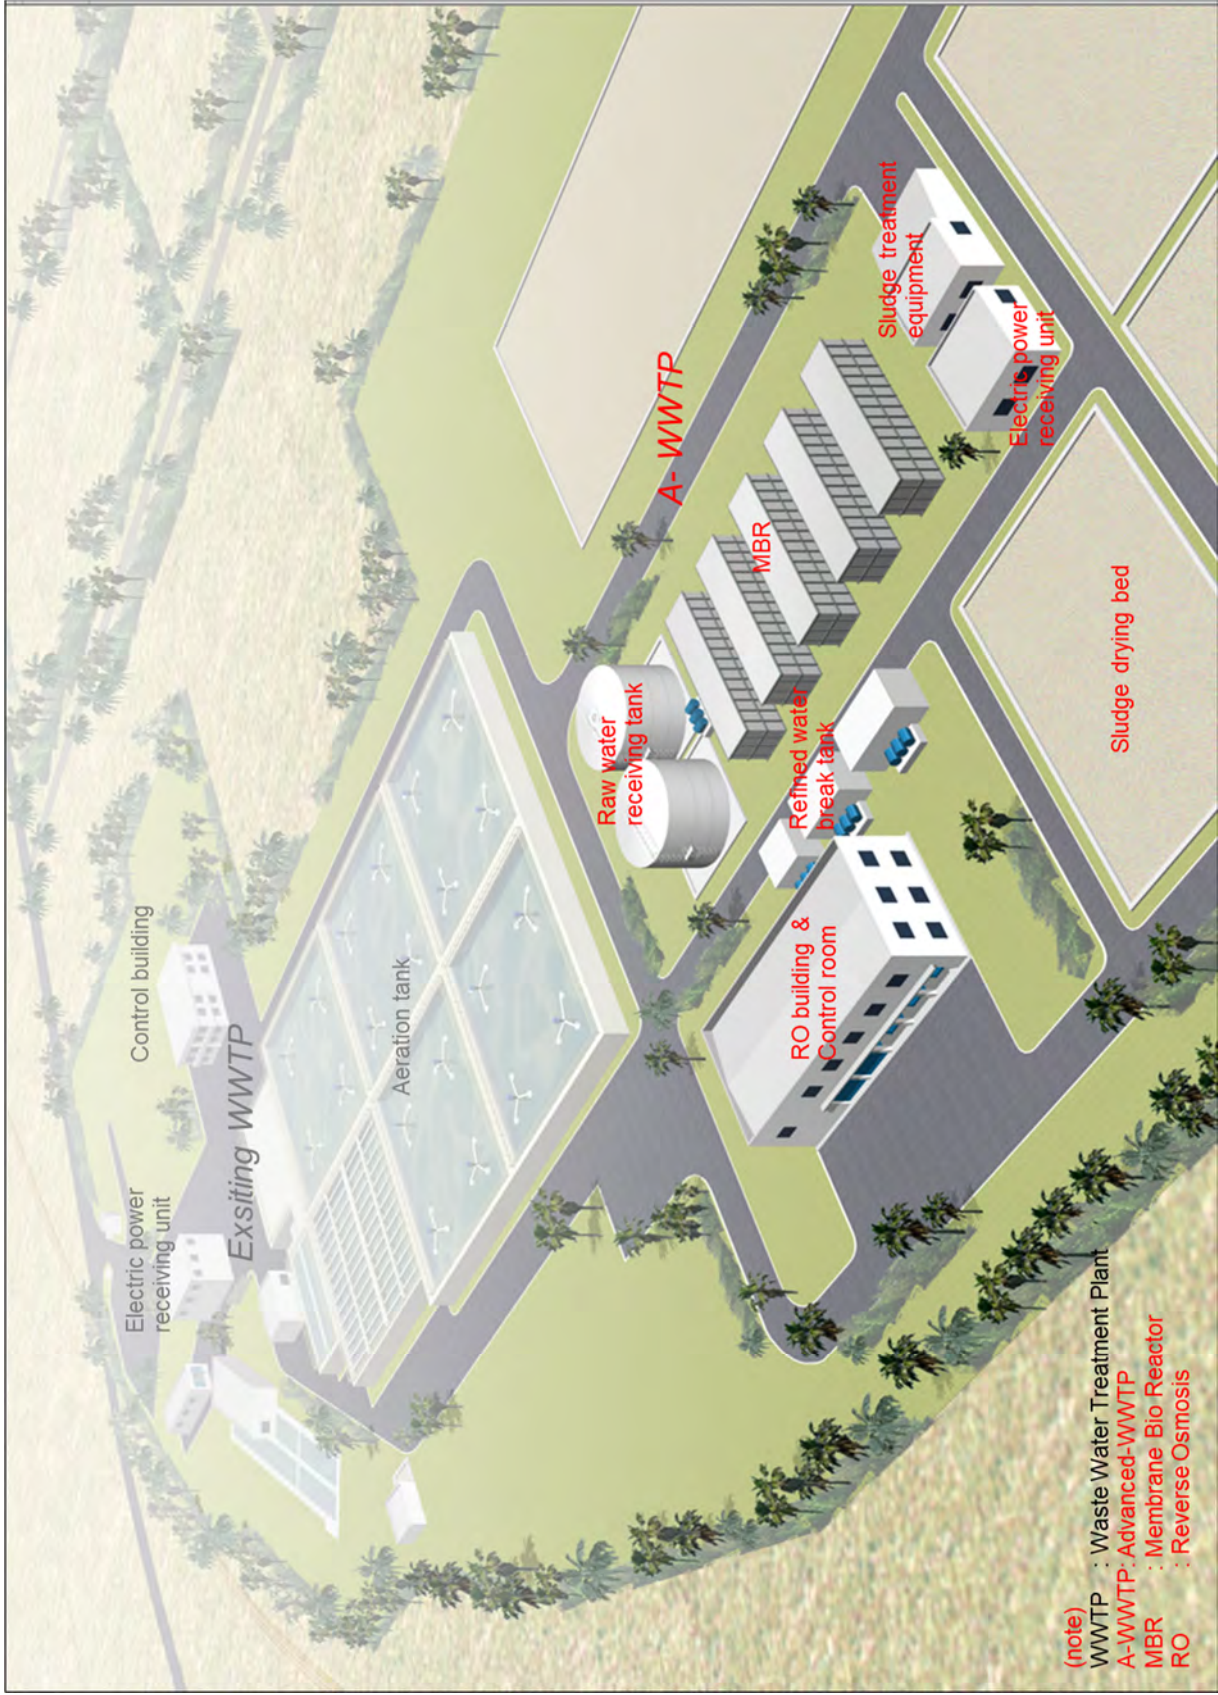 Control building
Electric power
receiving unit
Exsiting WWTP
Aeration tank
A- WWTP
Raw water
receiving tank
MBR
Sludge treatment
equipment
Electric power
receiving unit
Refined water
break tank
RO building &
Control room
Sludge drying bed
(note)
WWTP : Waste Water Treatment Plant
A-WWTP: Advanced-WWTP
MBR : Membrane Bio Reactor
RO : Reverse Osmosis